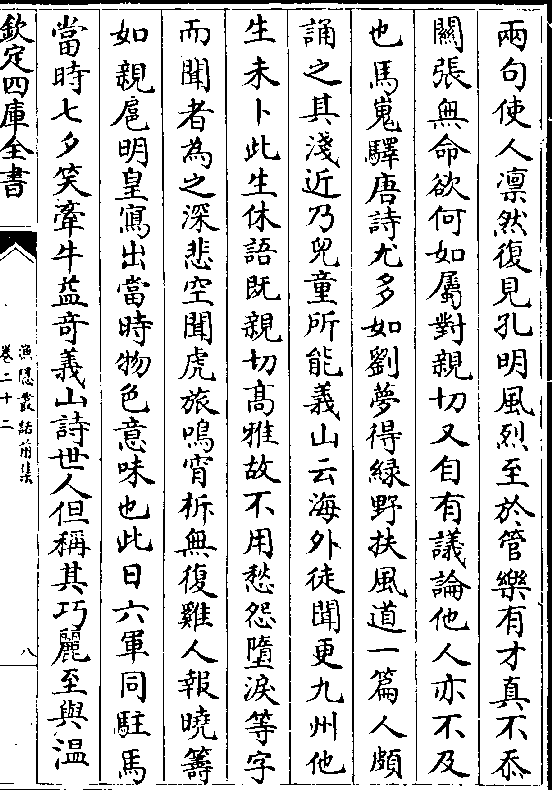 兩句使人凛然復見孔明風烈至於管樂有才真不忝
關張無命欲何如屬對親切又自有議論他人亦不及
也馬嵬驛唐詩尤多如劉夢得緑野扶風道一篇人頗
誦之其淺近乃兒童所能義山云海外徒聞更九州他
生未卜此生休語既親切髙雅故不用愁怨墮淚等字
而聞者為之深悲空聞虎旅鳴宵柝無復雞人報曉籌
如親扈明皇寫出當時物色意味也此日六軍同駐馬
當時七夕笑牽牛益竒義山詩世人但稱其巧麗至與温
欽定四庫全書
漁隠叢話前集
卷二十二
八